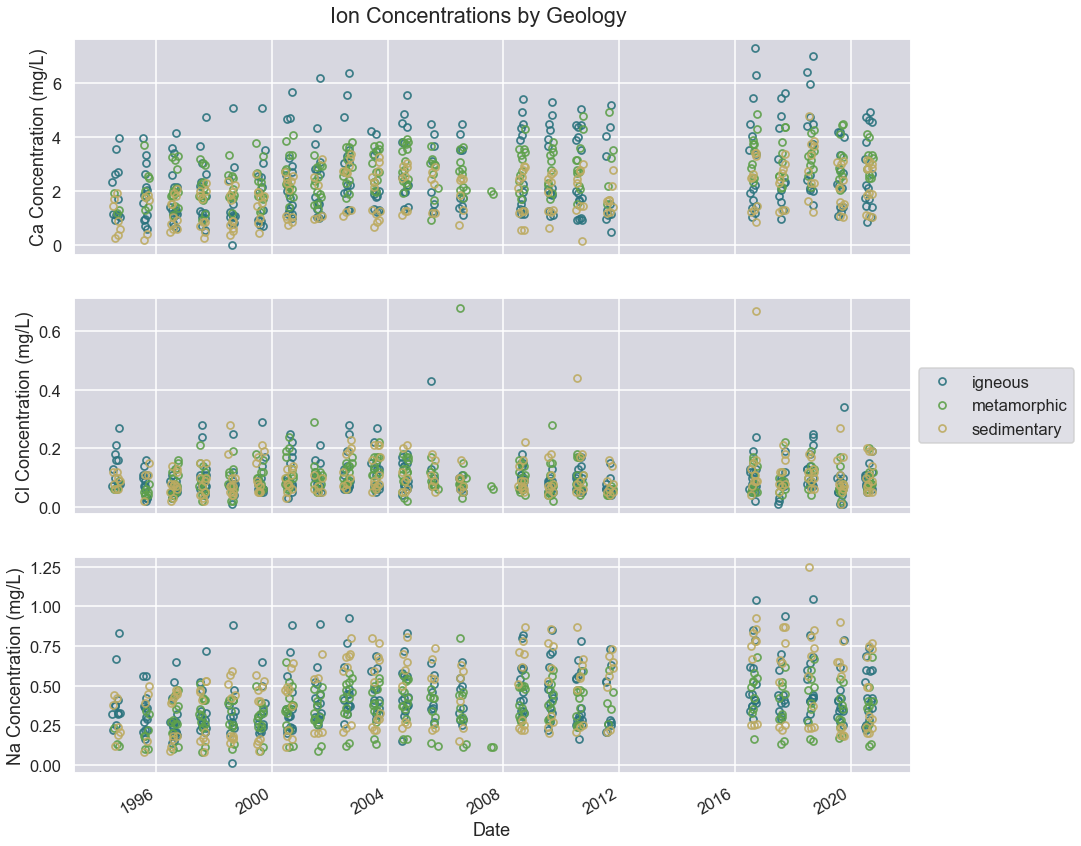 Ion Concentrations by Geology
Ca Concentration (mg/L)
6
4
2
0
Cl Concentration (mg/L)
0.6
0.4
0.2
0.0
igneous
metamorphic
sedimentary
Na Concentration (mg/L)
1.25
1.00
0.75
0.50
0.25
0.00
1996
2000
2004
2008
2012
2016
2020
Date